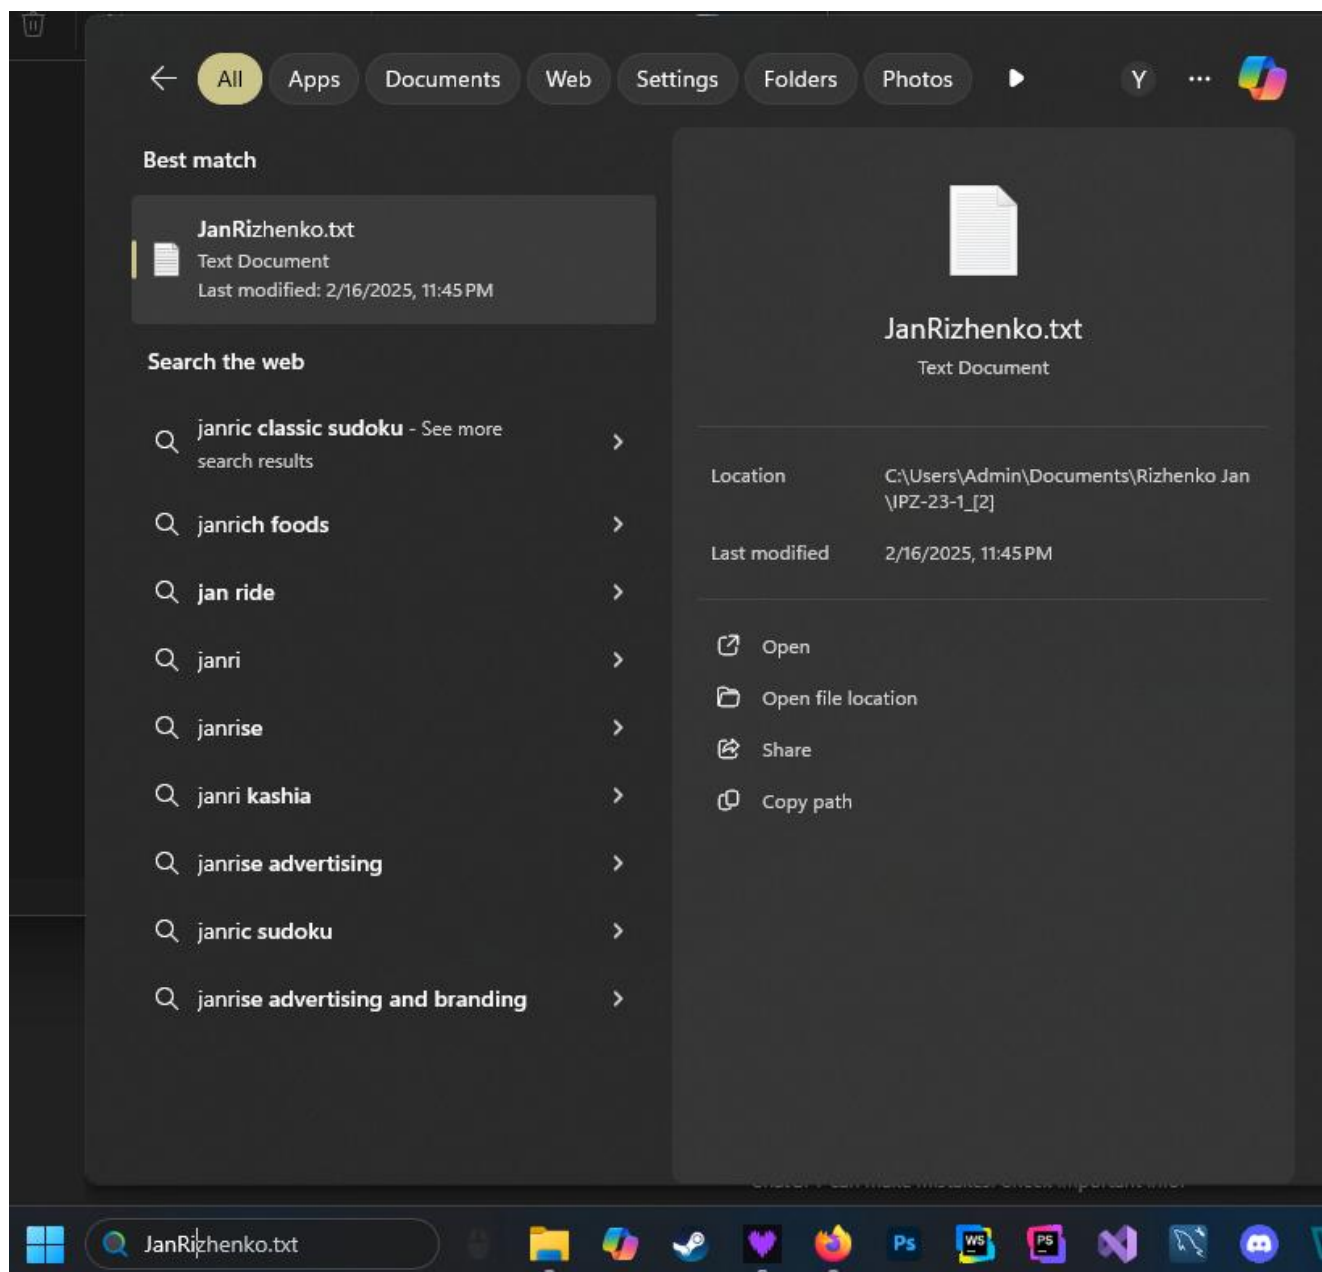 All Apps Documents Web Settings Folders Photos Y
Best match
JanRizhenko.txt
Text Document
Last modified: 2/16/2025, 11:45 PM
Search the web
janric classic sudoku - See more
search results
janrich foods
jan ride
janri
janrise
janri kashia
janrise advertising
janric sudoku
janrise advertising and branding
JanRizhenko.txt
Text Document
Location C:\Users\Admin\Documents\Rizhenko Jan
\IPZ-23-1_[2]
Last modified 2/16/2025, 11:45 PM
Open
Open file location
Share
Copy path
JanRizhenko.txt Ps WS PS